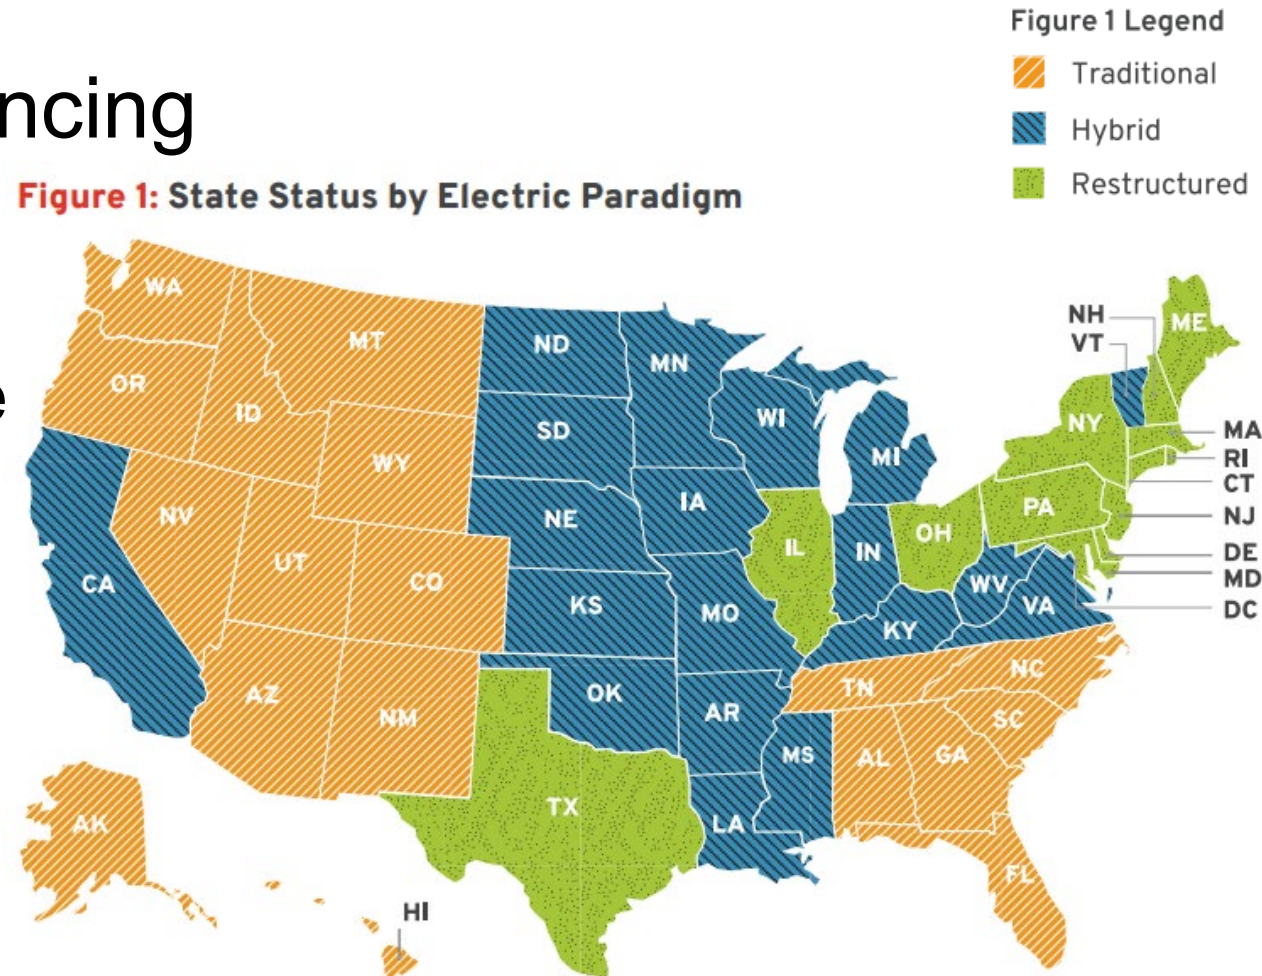 Figure 1 Legend
Traditional
Hybrid
Restructured
ncing
Figure 1: State Status by Electric Paradigm
e
WA
MT
ND
MN
OR
ID
SD
WI
MI
WY
NE
IA
NV
UT
CO
CA
KS
MO
IL
IN
OH
PA
NY
ME
NH
VT
MA
RI
CT
NJ
DE
MD
DC
WV
VA
KY
AZ
NM
OK
AR
TN
NC
SC
MS
AL
GA
TX
LA
FL
AK
HI